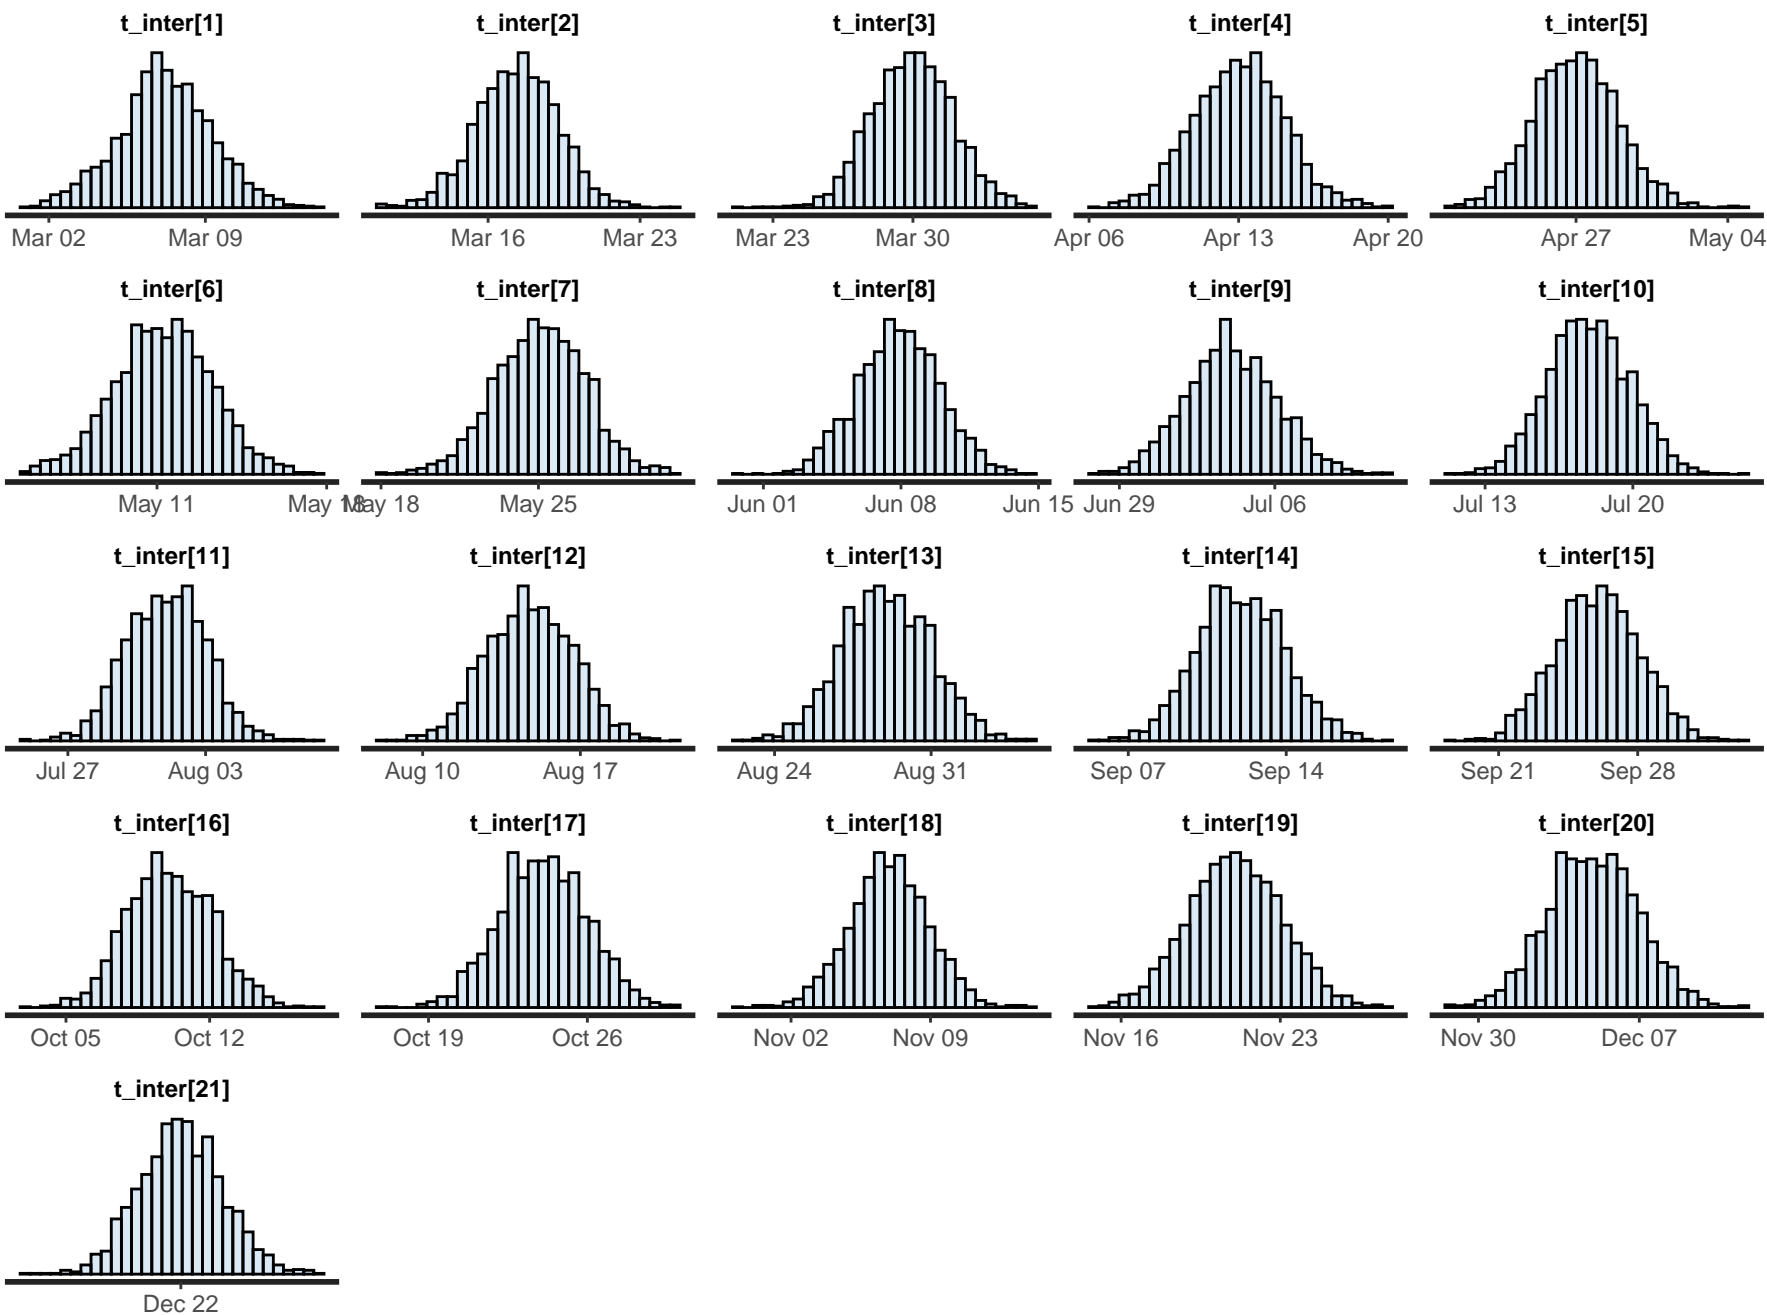 t_inter[1] t_inter[2] t_inter[3] t_inter[4] t_inter[5]
Mar 02 Mar 09 Mar 16 Mar 23 Mar 23 Mar 30 Apr 06 Apr 13 Apr 20 Apr 27 May 04
t_inter[6] t_inter[7] t_inter[8] t_inter[9] t_inter[10]
May 11 May 18 May 18 May 25 Jun 01 Jun 08 Jun 15 Jun 29 Jul 06 Jul 13 Jul 20
t_inter[11] t_inter[12] t_inter[13] t_inter[14] t_inter[15]
Jul 27 Aug 03 Aug 10 Aug 17 Aug 24 Aug 31 Sep 07 Sep 14 Sep 21 Sep 28
t_inter[16] t_inter[17] t_inter[18] t_inter[19] t_inter[20]
Oct 05 Oct 12 Oct 19 Oct 26 Nov 02 Nov 09 Nov 16 Nov 23 Nov 30 Dec 07
t_inter[21]
Dec 22